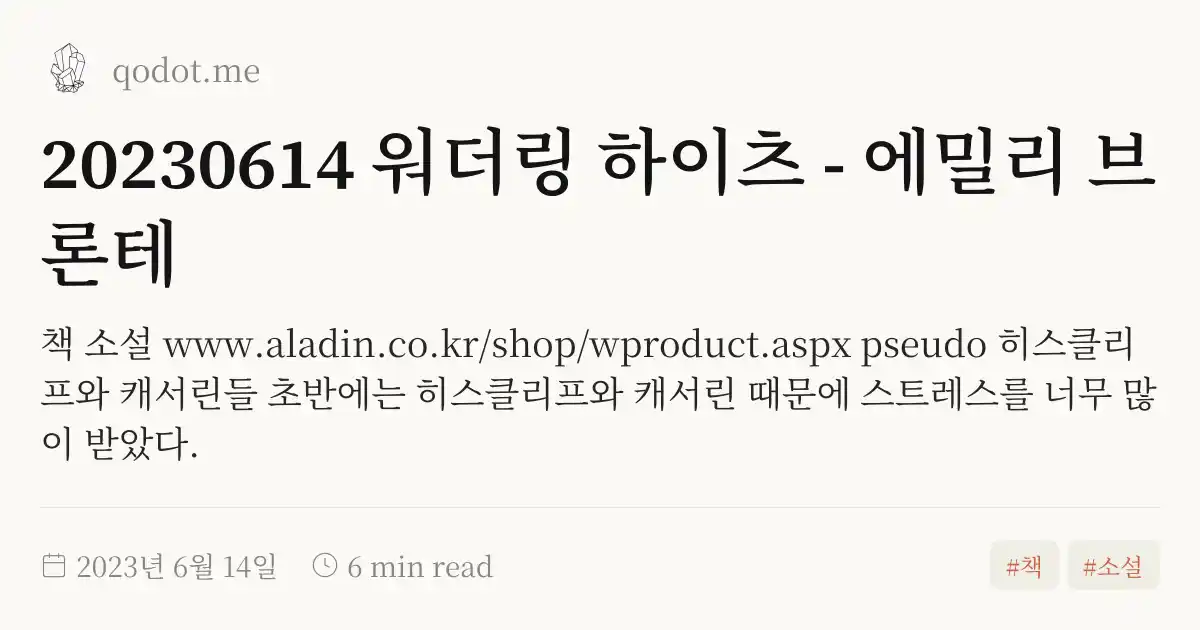 qodot.me
20230614 워더링 하이츠 - 에밀리 브
론테
책 소설 www.aladin.co.kr/shop/wproduct.aspx pseudo 히스클리
프와 캐서린들 초반에는 히스클리프와 캐서린 때문에 스트레스를 너무 많
이 받았다.
2023년 6월 14일 6 min read #책 #소설